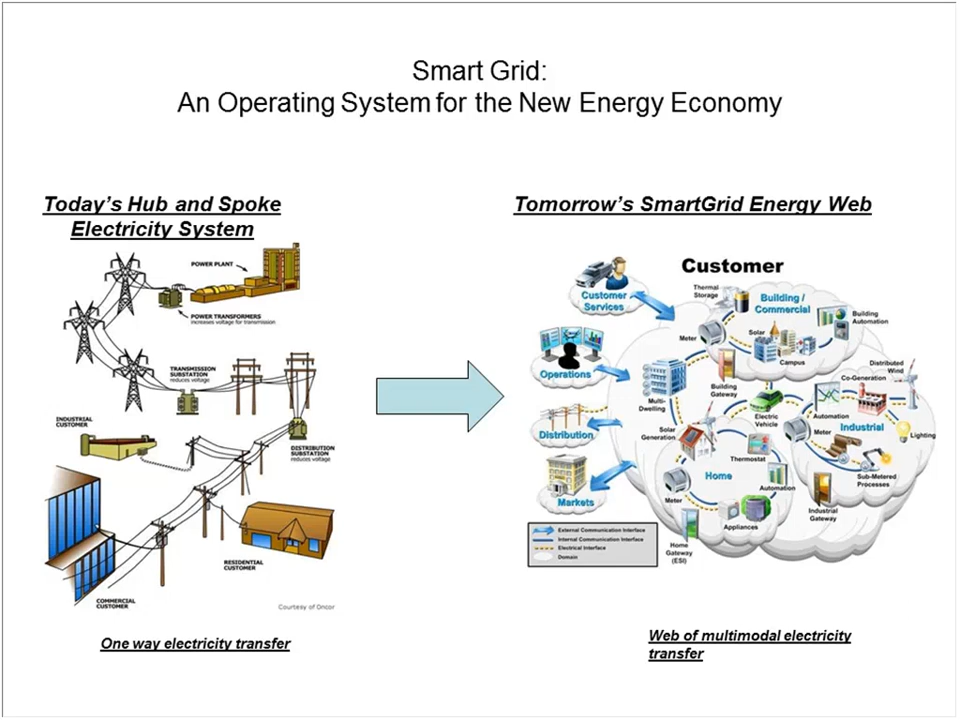 Smart Grid:
An Operating System for the New Energy Economy
Today's Hub and Spoke
Electricity System
POWER PLANT
POWER TRANSFORMERS
increases voltage for transmission
TRANSMISSION
SUBSTATION
reduces voltage
INDUSTRIAL
CUSTOMER
DISTRIBUTION
SUBSTATION
reduces voltage
RESIDENTIAL
CUSTOMER
COMMERCIAL
CUSTOMER
Courtesy of Oncor
One way electricity transfer
Tomorrow's SmartGrid Energy Web
Customer
Customer
Services
Operations
Distribution
Markets
Thermal
Storage
Building /
Commercial
Building
Automation
Meter
Solar
Campus
Multi-
Dwelling
Building
Gateway
Electric
Vehicle
Distributed
Wind
Co-Generation
Automation
Meter
Industrial
Lighting
Sub-Metered
Processes
Industrial
Gateway
Solar
Generation
Thermostat
Home
Automation
Meter
Appliances
Home
Gateway
(ESI)
External Communication Interface
Internal Communication Interface
Electrical Interface
Domain
Web of multimodal electricity
transfer